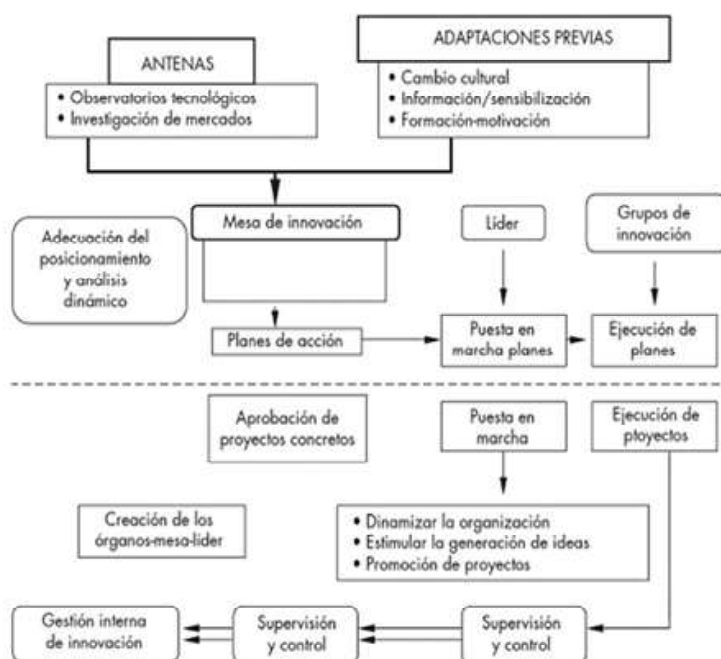 ANTENAS
• Observatorios tecnológicos
• Investigación de mercados
ADAPTACIONES PREVIAS
• Cambio cultural
• Información/sensibilización
• Formación-motivación
Adecuación del
posicionamiento
y análisis
dinámico
Mesa de innovación
Líder
Grupos de
innovación
Planes de acción
Puesta en
marcha planes
Ejecución de
planes
Aprobación de
proyectos concretos
Puesta en
marcha
Ejecución de
ptoyectos
Creación de los
órganos-mesa-líder
• Dinamizar la organización
• Estimular la generación de ideas
• Promoción de proyectos
Gestión interna
de innovación
Supervisión
y control
Supervisión
y control